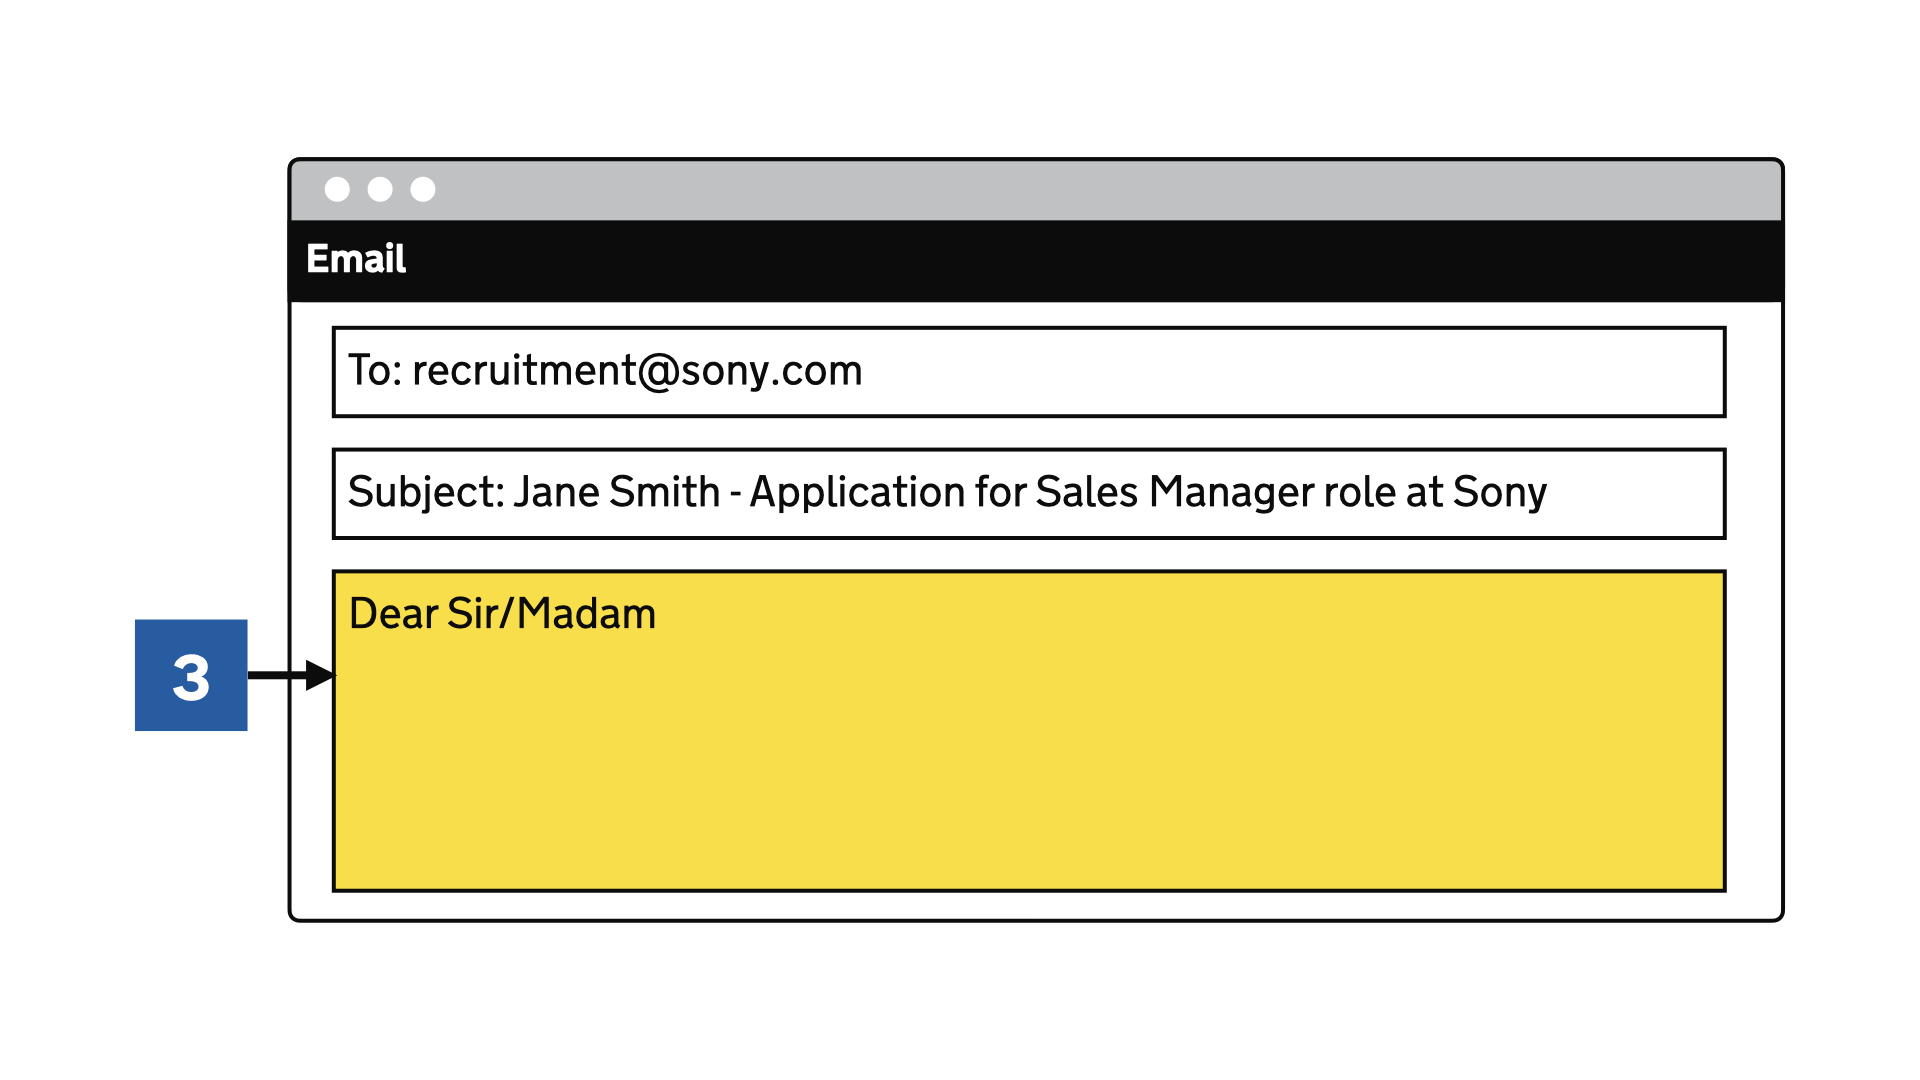 Email
To: recruitment@sony.com
Subject: Jane Smith - Application for Sales Manager role at Sony
Dear Sir/Madam
3